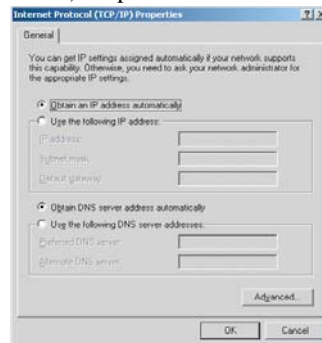 Internet Protocol (TCP/IP) Properties
General
You can get IP settings assigned automatically if your network supports
this capability. Otherwise, you need to ask your network administrator for
the appropriate IP settings.
Obtain an IP address automatically
Use the following IP address:
IP address:
Subnet mask:
Default gateway:
Obtain DNS server address automatically
Use the following DNS server addresses:
Preferred DNS server:
Alternate DNS server:
Advanced...
OK Cancel